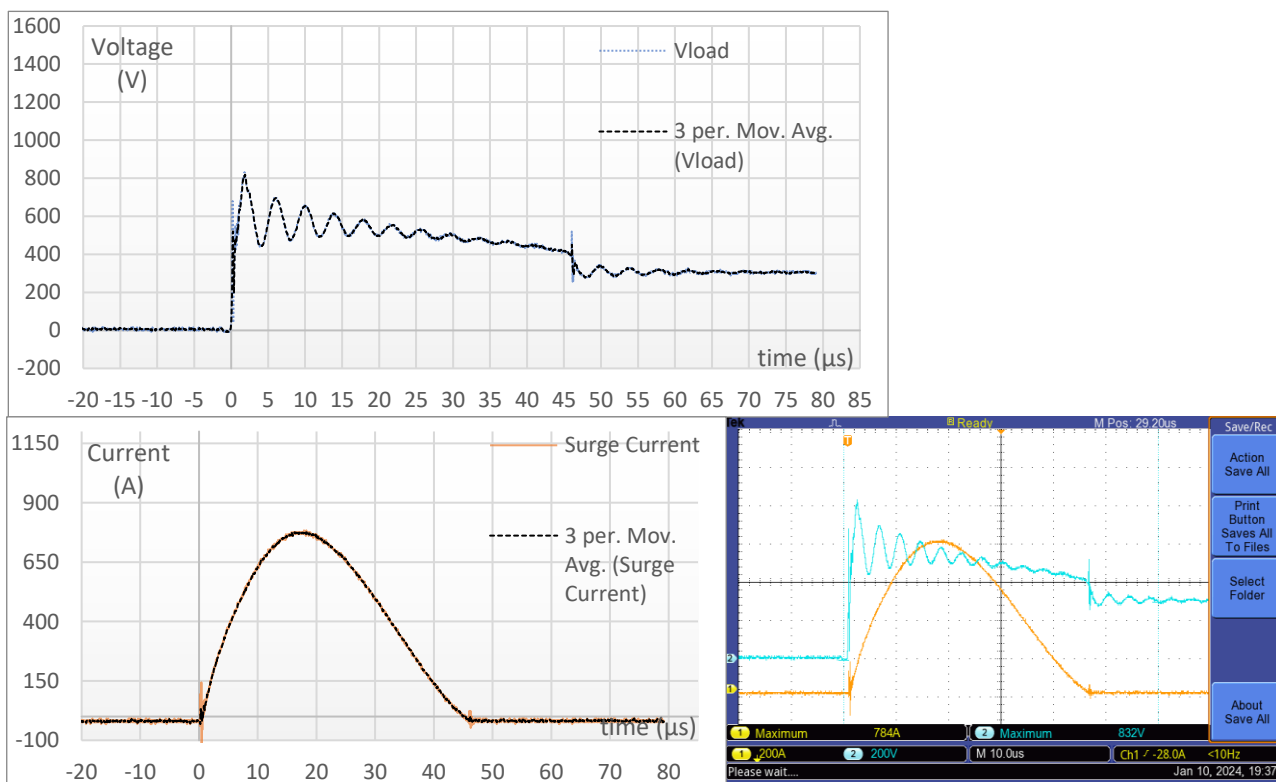 1600
Voltage
(V)
Vload
1400
1200
1000
3 per. Mov. Avg.
(Vload)
800
600
400
200
0
-200
time (µs)
-20 -15 -10 -5 0 5 10 15 20 25 30 35 40 45 50 55 60 65 70 75 80 85
1150
Current
(A)
Surge Current
900
3 per. Mov.
Avg. (Surge
Current)
650
400
150
-100
time (µs)
-20 -10 0 10 20 30 40 50 60 70 80
Tek
Ready
M Pos: 29.20us
Save/Rec
T
Action
Save All
Print
Button
Saves All
To Files
Select
Folder
2
1
About
Save All
1 Maximum 784A 2 Maximum 832V
1 200A 2 200V M 10.0us Ch1 -28.0A <10Hz
Please wait.... Jan 10, 2024, 19:37